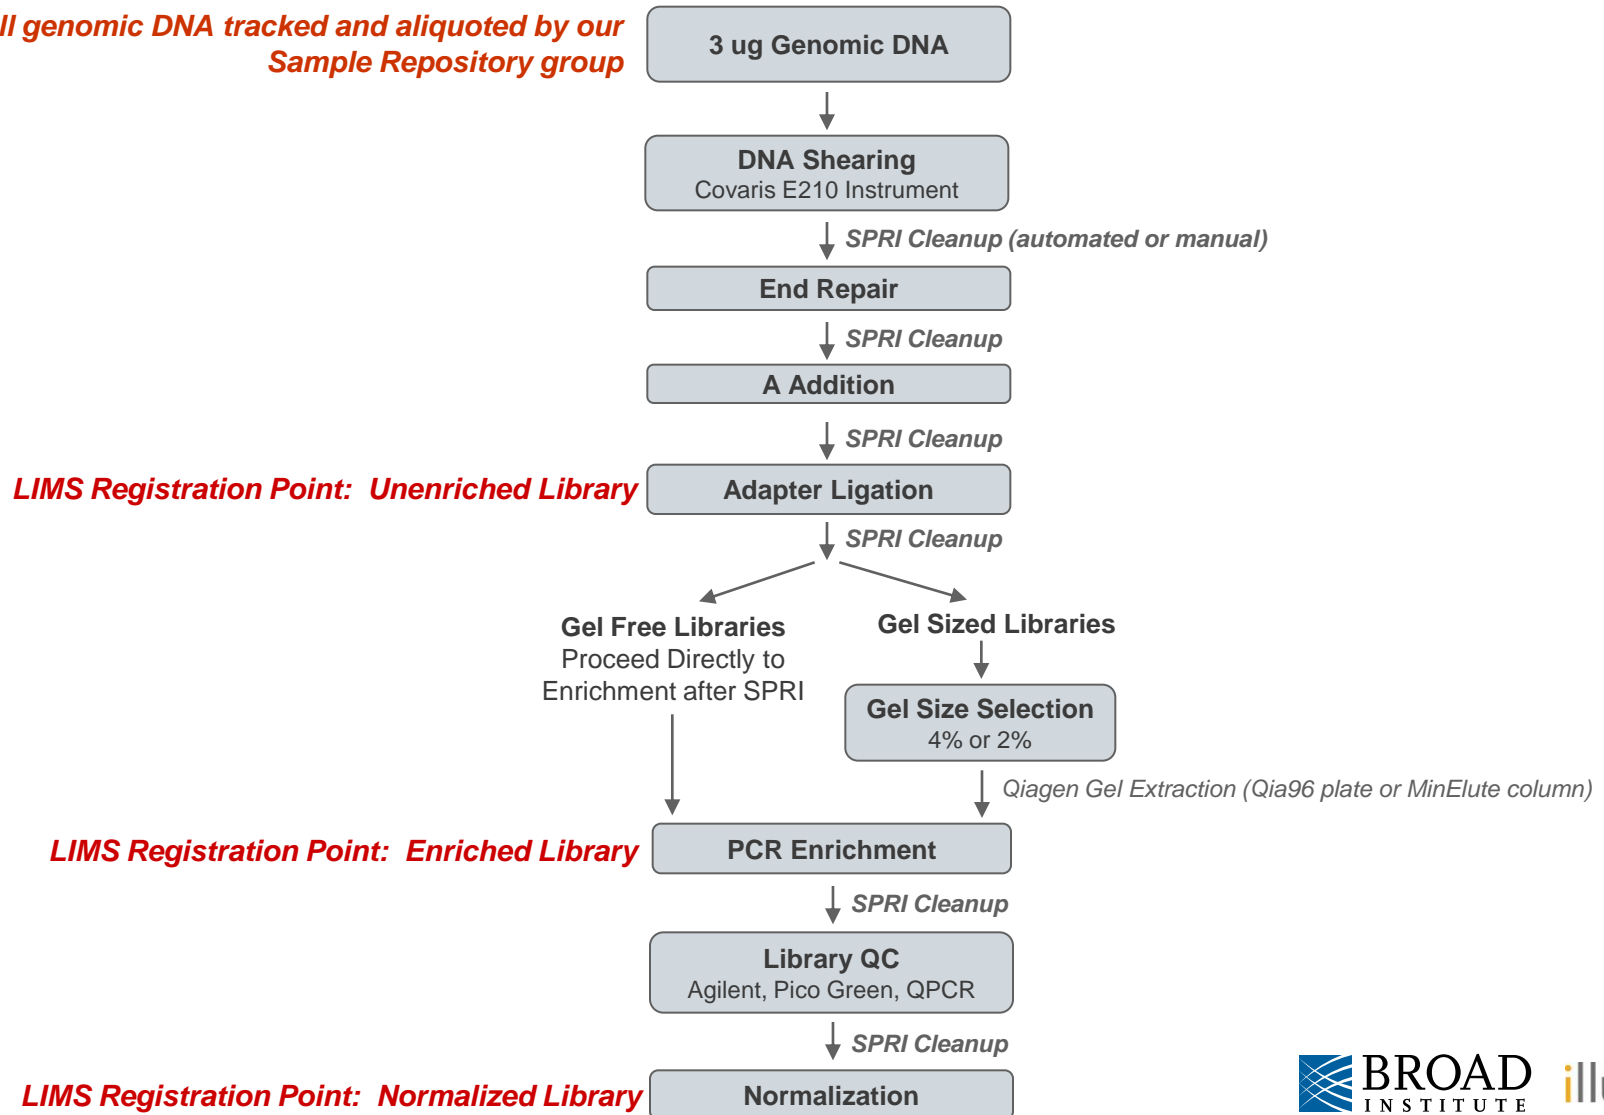 ll genomic DNA tracked and aliquoted by our
Sample Repository group
3 ug Genomic DNA
DNA Shearing
Covaris E210 Instrument
SPRI Cleanup (automated or manual)
End Repair
SPRI Cleanup
A Addition
SPRI Cleanup
LIMS Registration Point: Unenriched Library
Adapter Ligation
SPRI Cleanup
Gel Free Libraries
Proceed Directly to
Enrichment after SPRI
Gel Sized Libraries
Gel Size Selection
4% or 2%
Qiagen Gel Extraction (Qia96 plate or MinElute column)
LIMS Registration Point: Enriched Library
PCR Enrichment
SPRI Cleanup
Library QC
Agilent, Pico Green, QPCR
SPRI Cleanup
LIMS Registration Point: Normalized Library
Normalization
BROAD
INSTITUTE
illu